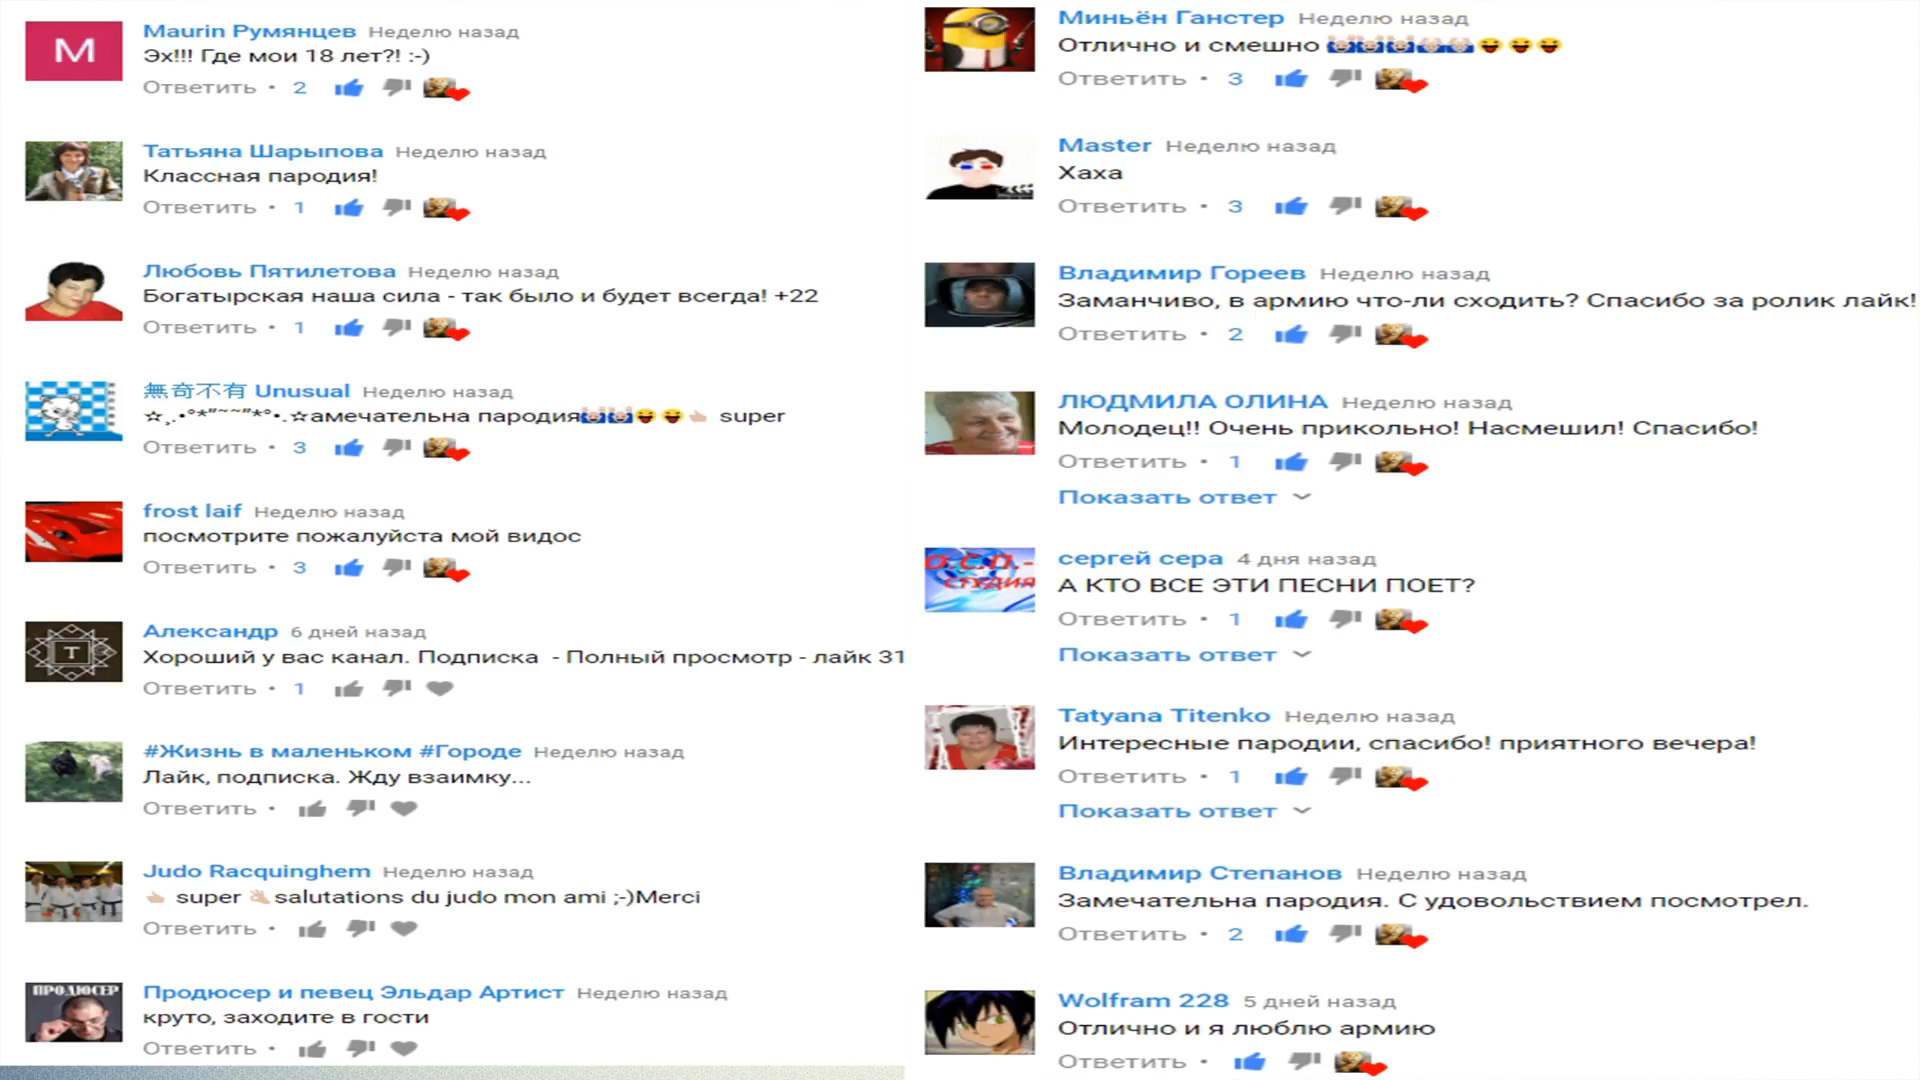 M
Maurin Румянцев Неделю назад
Эх!!! Где мои 18 лет?! :-)
Ответить • 2
Татьяна Шарыпова Неделю назад
Классная пародия!
Ответить • 1
Любовь Пятилетова Неделю назад
Богатырская наша сила - так было и будет всегда! +22
Ответить • 1
無奇不有 Unusual Неделю назад
☆¸.•°*”˜˜”*°•.☆амечательна пародия🙌🙌😝😝👍 super
Ответить • 3
frost laif Неделю назад
посмотрите пожалуйста мой видос
Ответить • 3
T
Александр 6 дней назад
Хороший у вас канал. Подписка - Полный просмотр - лайк 31
Ответить • 1
#Жизнь в маленьком #Городе Неделю назад
Лайк, подписка. Жду взаимку...
Ответить •
Judo Racquinghem Неделю назад
👍 super 👏 salutations du judo mon ami ;-)Merci
Ответить •
ПРОДЮСЕР
Продюсер и певец Эльдар Артист Неделю назад
круто, заходите в гости
Ответить •
Миньён Ганстер Неделю назад
Отлично и смешно 🙌🙌🙌🙌🙌😝😝😝
Ответить • 3
Master Неделю назад
Хаха
Ответить • 3
Владимир Гореев Неделю назад
Заманчиво, в армию что-ли сходить? Спасибо за ролик лайк!
Ответить • 2
ЛЮДМИЛА ОЛИНА Неделю назад
Молодец!! Очень прикольно! Насмешил! Спасибо!
Ответить • 1
Показать ответ
О.С.П.-
СТУДИЯ
сергей сера 4 дня назад
А КТО ВСЕ ЭТИ ПЕСНИ ПОЕТ?
Ответить • 1
Показать ответ
Tatyana Titenko Неделю назад
Интересные пародии, спасибо! приятного вечера!
Ответить • 1
Показать ответ
Владимир Степанов Неделю назад
Замечательна пародия. С удовольствием посмотрел.
Ответить • 2
Wolfram 228 5 дней назад
Отлично и я люблю армию
Ответить •